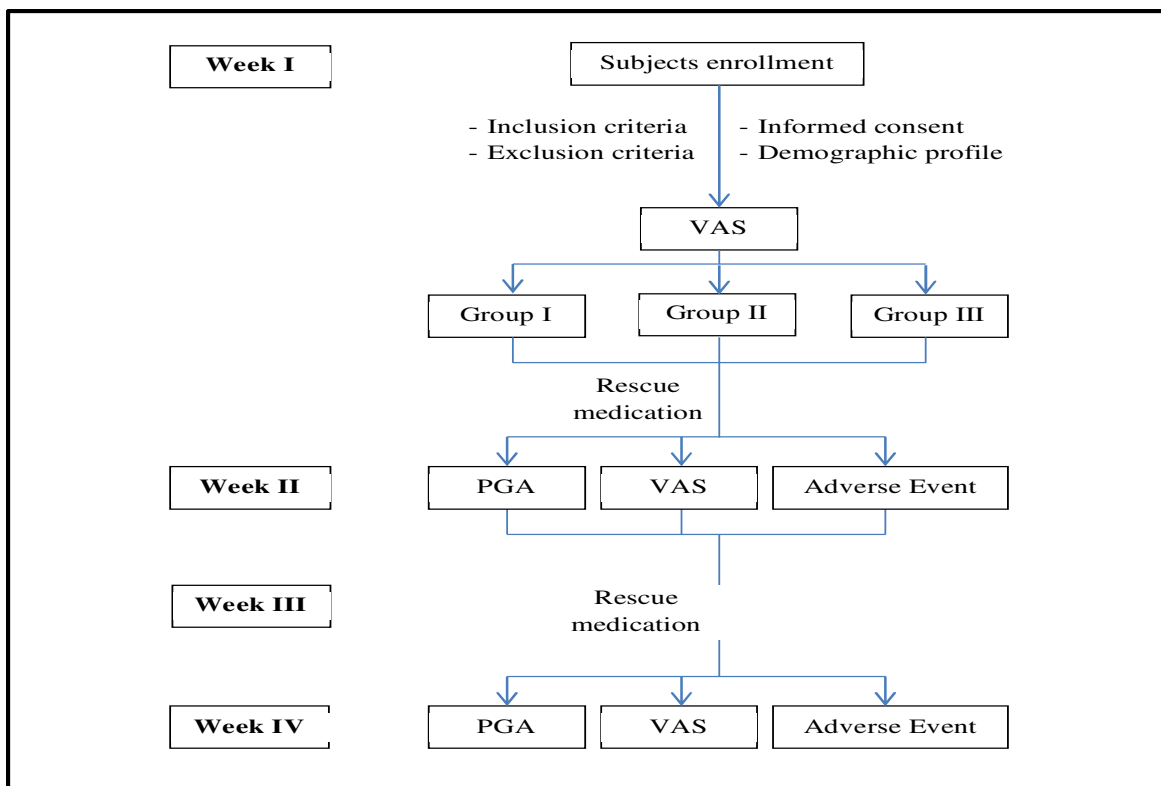 Week I
Subjects enrollment
- Inclusion criteria
- Exclusion criteria
- Informed consent
- Demographic profile
VAS
Group I
Group II
Group III
Rescue
medication
Week II
PGA
VAS
Adverse Event
Week III
Rescue
medication
Week IV
PGA
VAS
Adverse Event